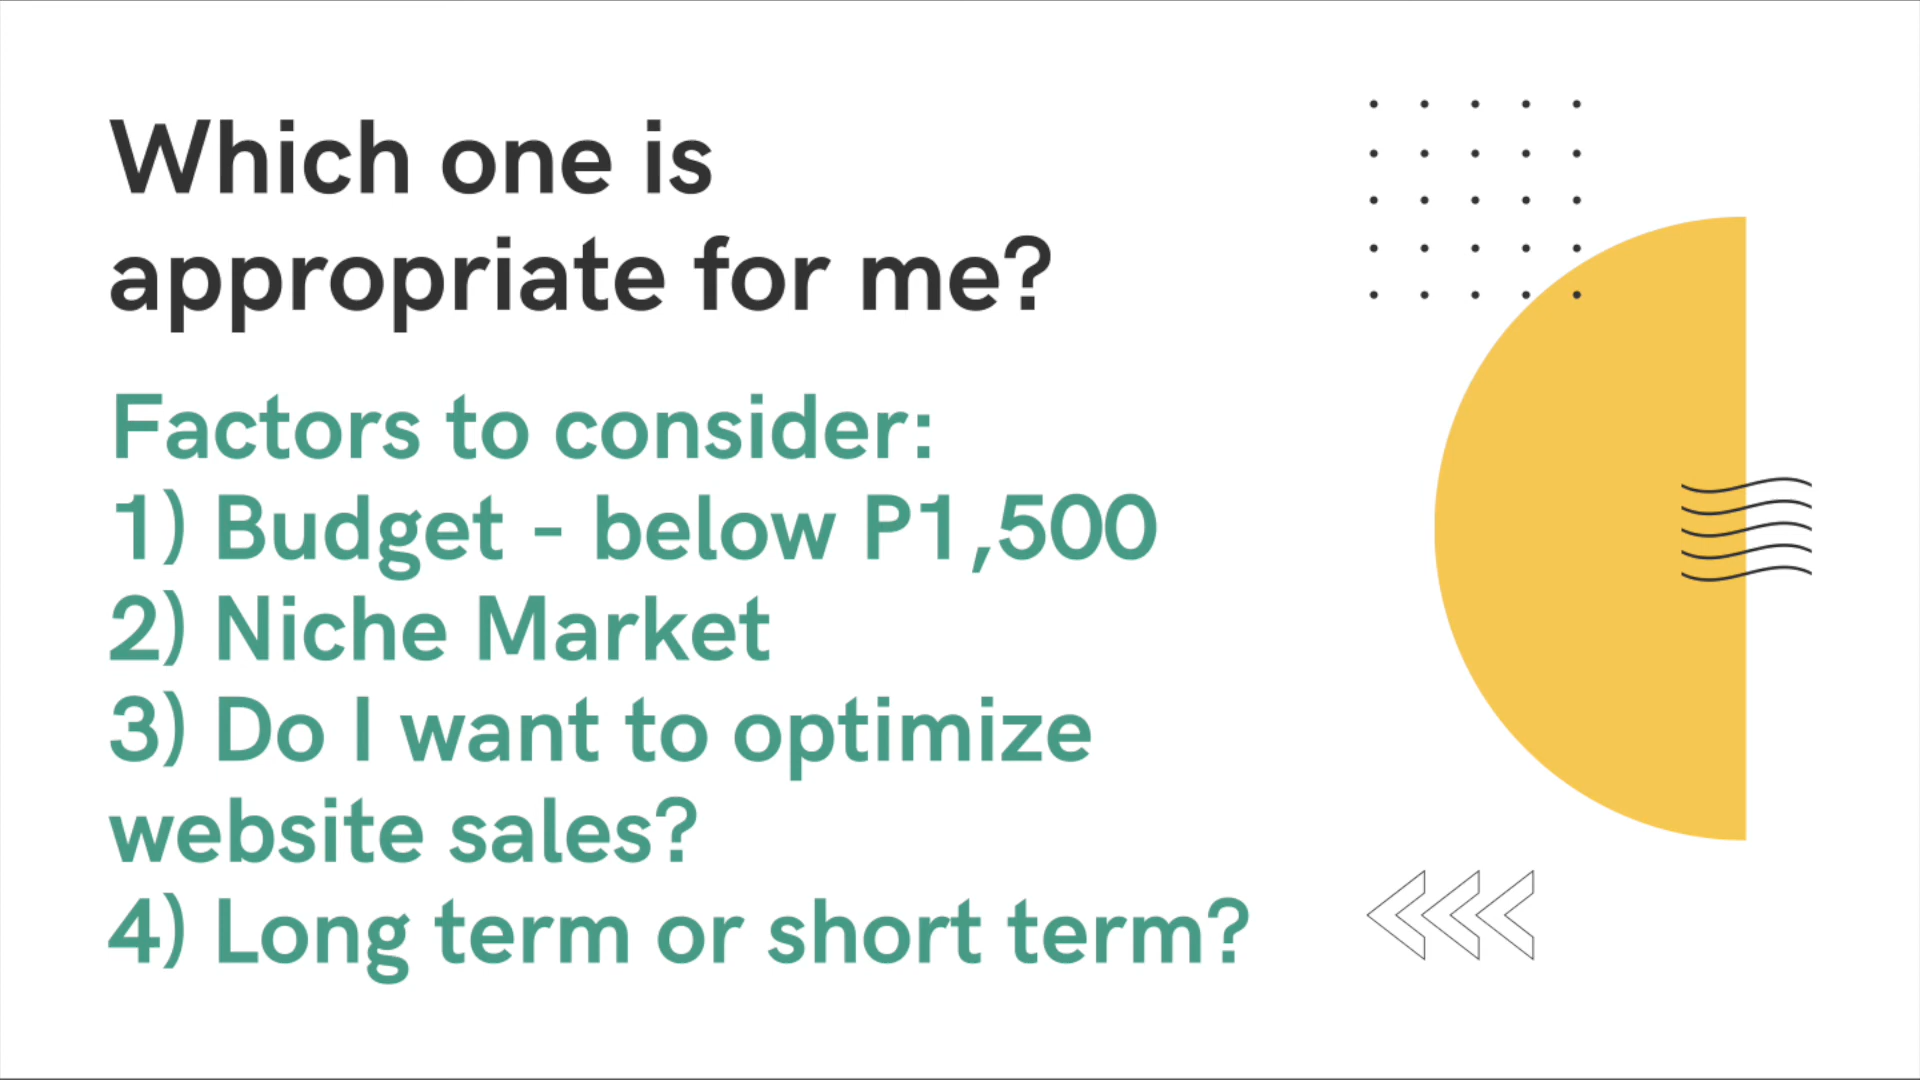 Which one is
appropriate for me?
Factors to consider:
1) Budget - below P1,500
2) Niche Market
3) Do I want to optimize
website sales?
4) Long term or short term?